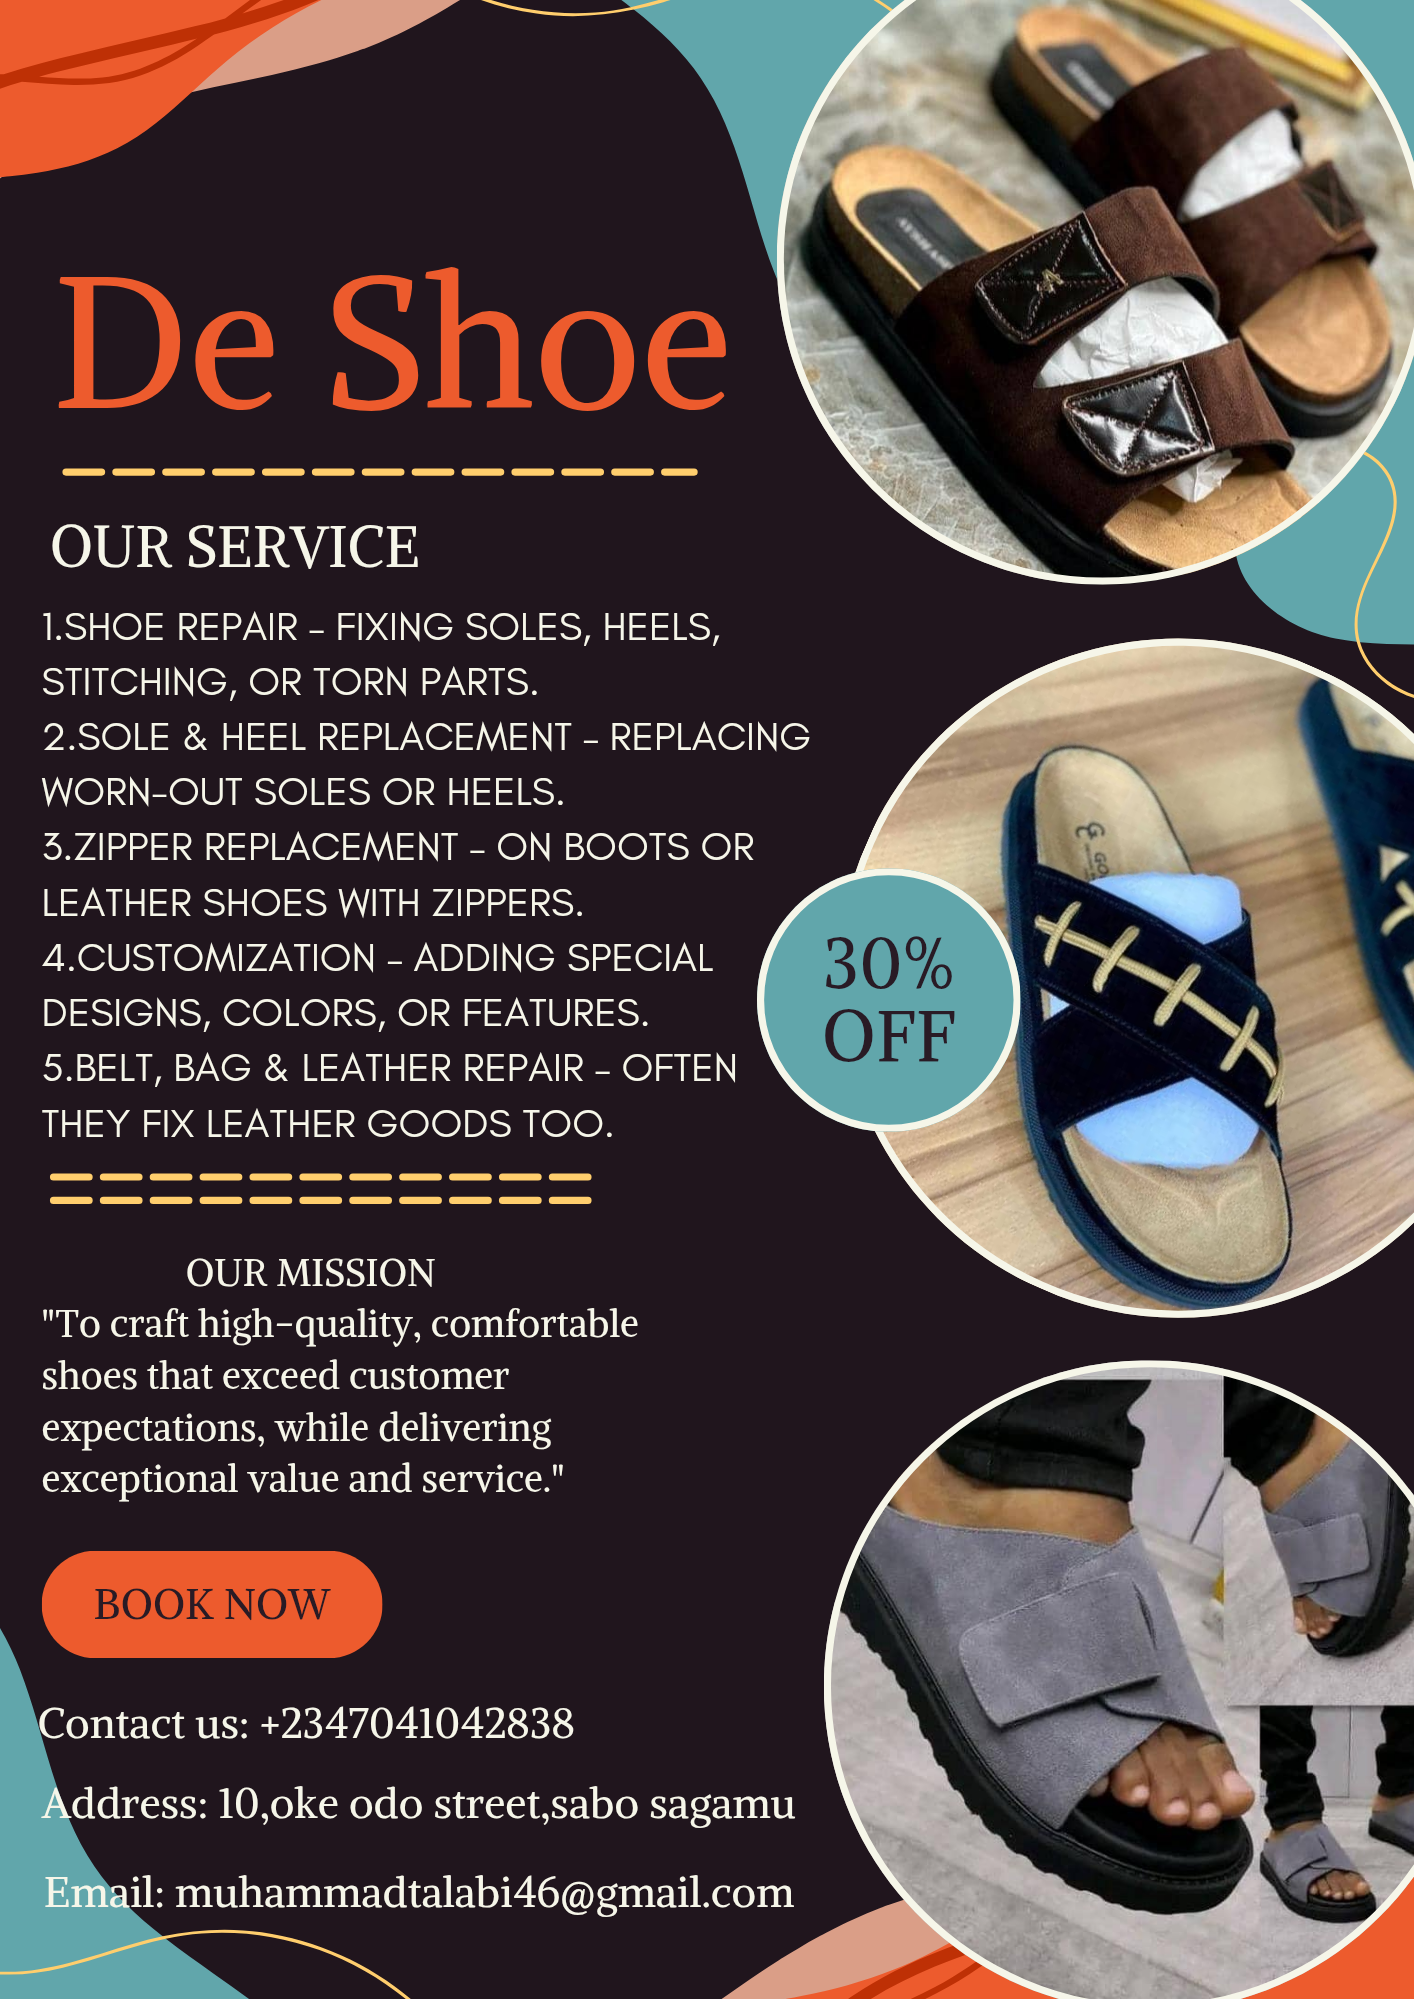 De Shoe
OUR SERVICE
1.SHOE REPAIR – FIXING SOLES, HEELS,
STITCHING, OR TORN PARTS.
2.SOLE & HEEL REPLACEMENT – REPLACING
WORN-OUT SOLES OR HEELS.
3.ZIPPER REPLACEMENT – ON BOOTS OR
LEATHER SHOES WITH ZIPPERS.
4.CUSTOMIZATION – ADDING SPECIAL
DESIGNS, COLORS, OR FEATURES.
5.BELT, BAG & LEATHER REPAIR – OFTEN
THEY FIX LEATHER GOODS TOO.
30%
OFF
OUR MISSION
"To craft high-quality, comfortable
shoes that exceed customer
expectations, while delivering
exceptional value and service."
BOOK NOW
Contact us: +2347041042838
Address: 10,oke odo street,sabo sagamu
Email: muhammadtalabi46@gmail.com